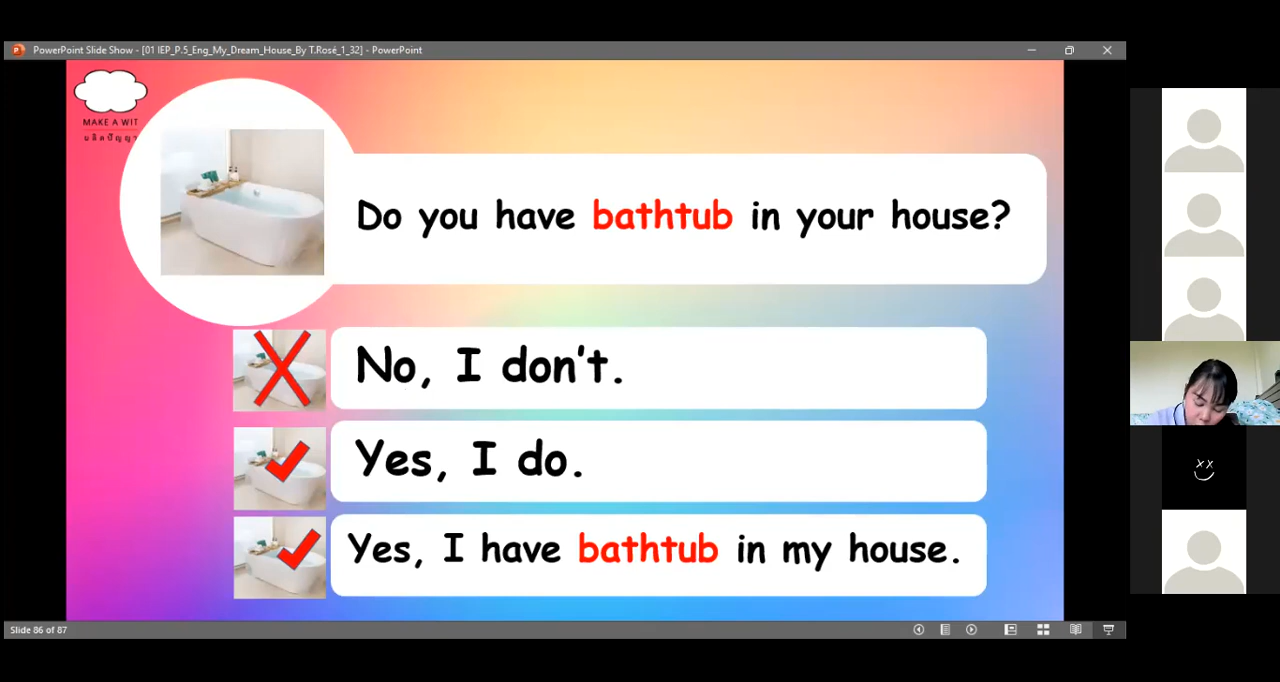 PowerPoint Slide Show - [01 IEP_P.5_Eng_My_Dream_House_By T.Rosé_1_32] - PowerPoint
MAKE A WIT
Do you have bathtub in your house?
No, I don't.
Yes, I do.
Yes, I have bathtub in my house.
Slide 86 of 87